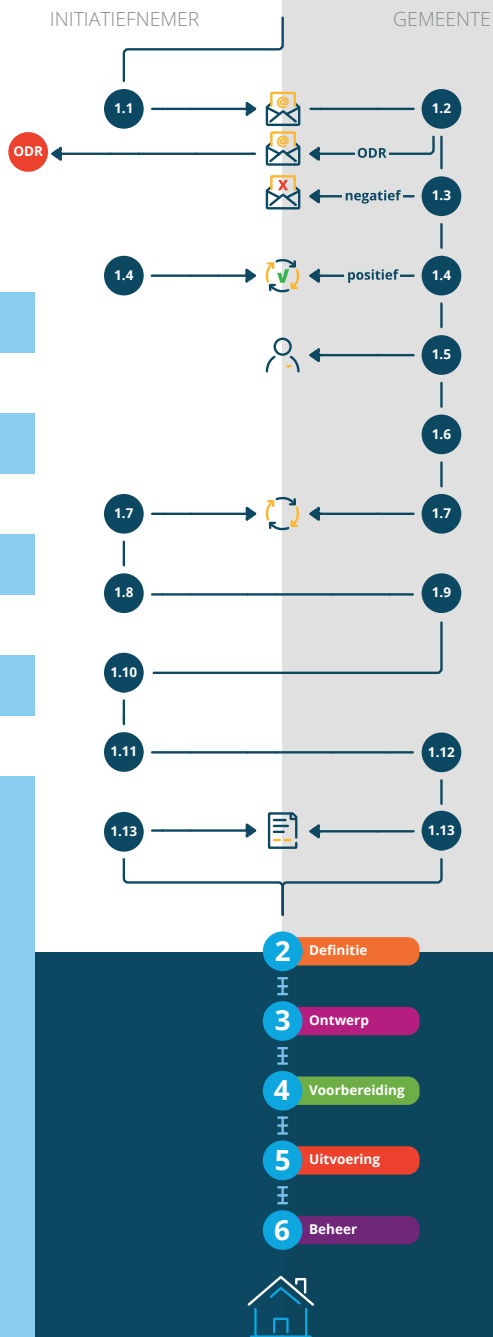 INITIATIEFNEMER
GEMEENTE
1.1
@
1.2
ODR
@
ODR
X
negatief
1.3
1.4
positief
1.4
1.5
1.6
1.7
1.7
1.8
1.9
1.10
1.11
1.12
1.13
1.13
2 Definitie
3 Ontwerp
4 Voorbereiding
5 Uitvoering
6 Beheer